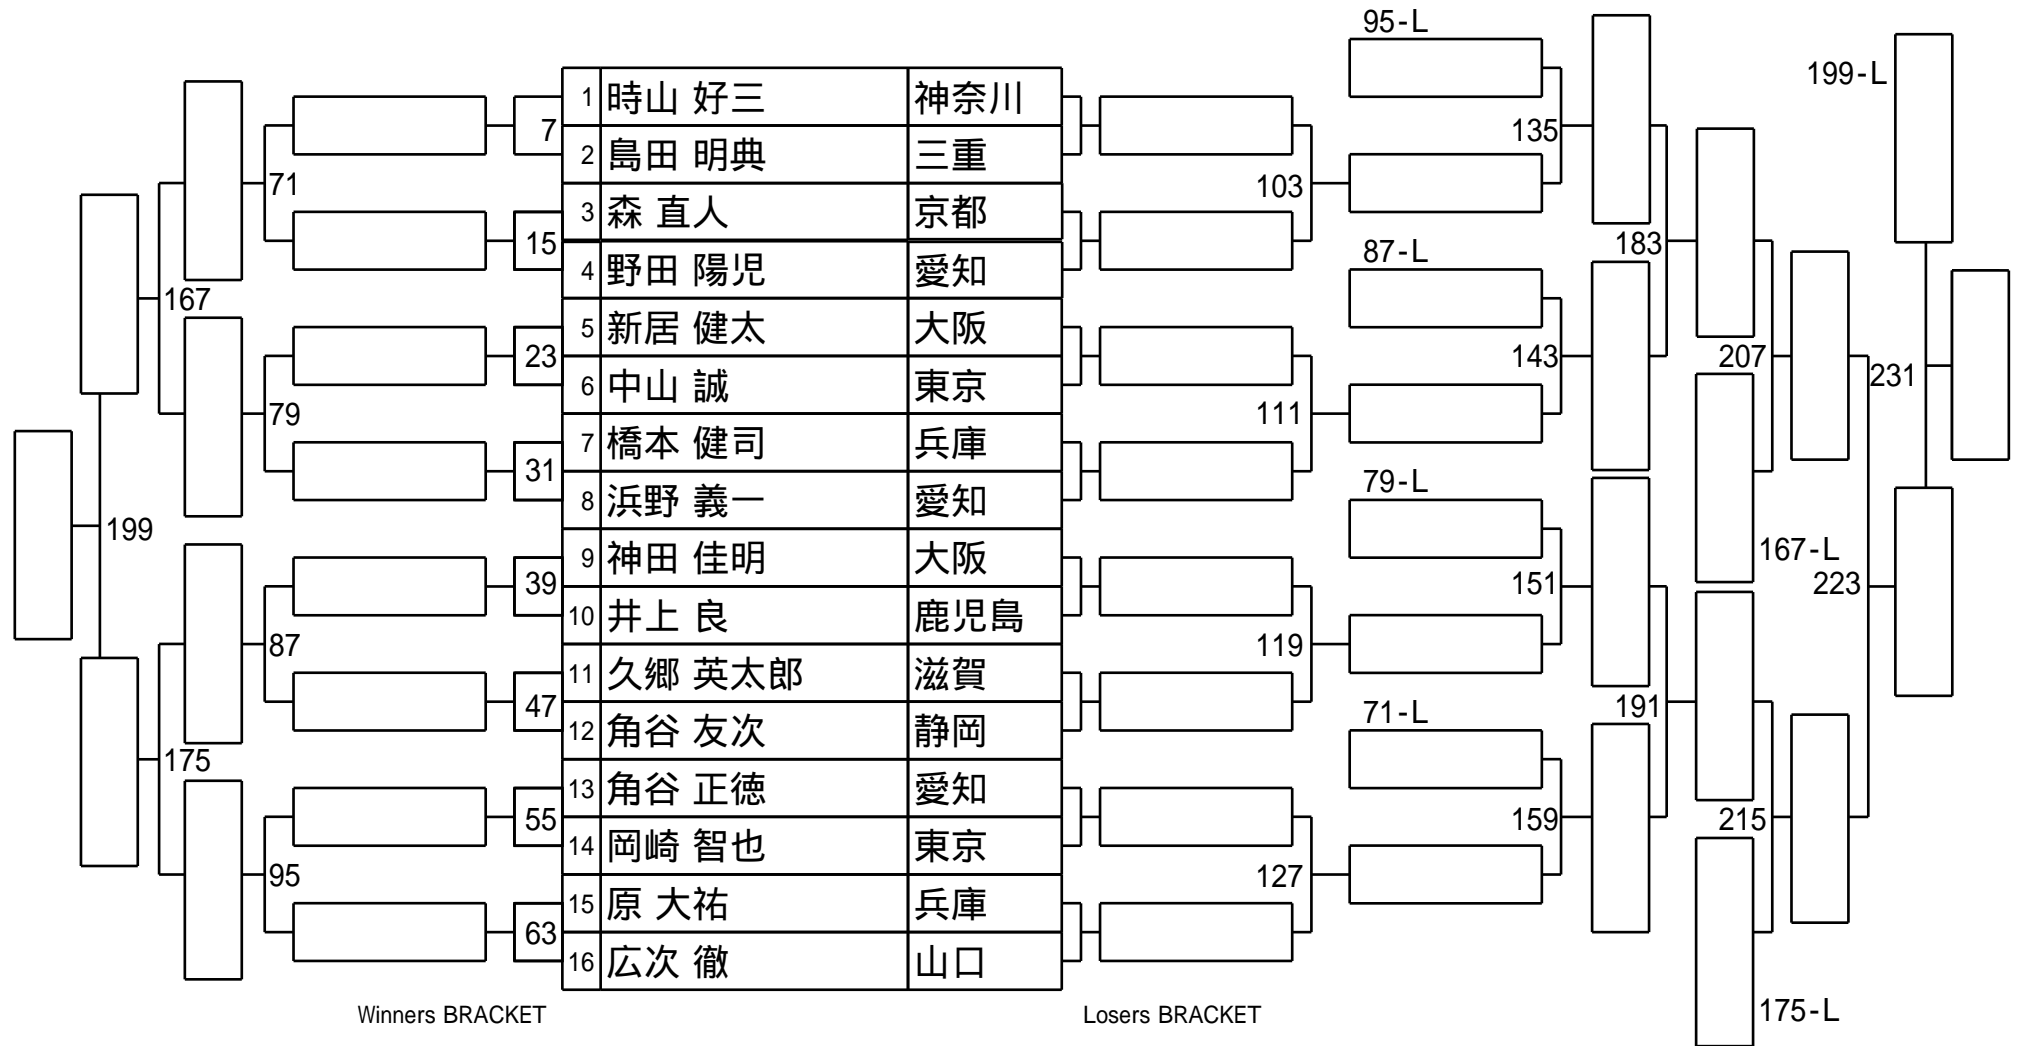 95-L
199-L
1 時山 好三 神奈川
7 135
2 島田 明典 三重
71 103
3 森 直人 京都
15 183
87-L
4 野田 陽児 愛知
167
5 新居 健太 大阪
23 143 207
6 中山 誠 東京
231
79 111
7 橋本 健司 兵庫
31
79-L
8 浜野 義一 愛知
199
9 神田 佳明 大阪
167-L
39 151 223
10 井上 良 鹿児島
87 119
11 久郷 英太郎 滋賀
47 191
71-L
12 角谷 友次 静岡
175
13 角谷 正徳 愛知
55 159 215
14 岡崎 智也 東京
95 127
15 原 大祐 兵庫
63
16 広次 徹 山口
Winners BRACKET Losers BRACKET
175-L